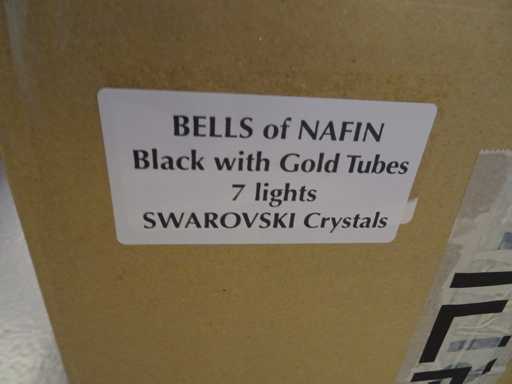 BELLS of NAFIN
Black with Gold Tubes
7 lights
SWAROVSKI Crystals